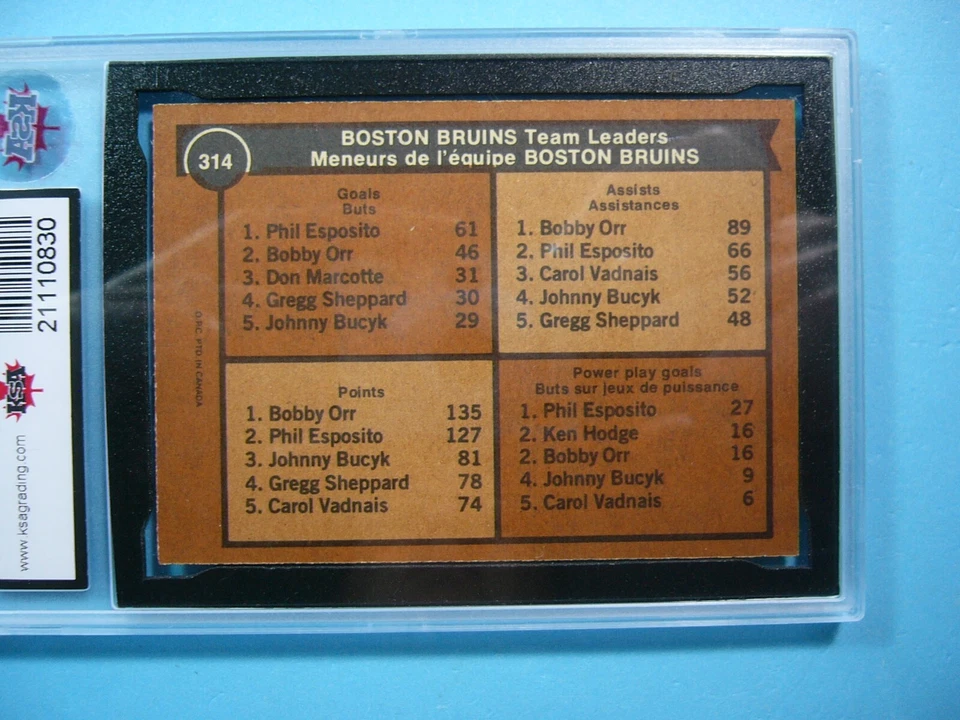 KSA
21110830
KSA
www.ksagrading.com
314
BOSTON BRUINS Team Leaders
Meneurs de l'équipe BOSTON BRUINS
Goals
Buts
1. Phil Esposito 61
2. Bobby Orr 46
3. Don Marcotte 31
4. Gregg Sheppard 30
5. Johnny Bucyk 29
Assists
Assistances
1. Bobby Orr 89
2. Phil Esposito 66
3. Carol Vadnais 56
4. Johnny Bucyk 52
5. Gregg Sheppard 48
Points
1. Bobby Orr 135
2. Phil Esposito 127
3. Johnny Bucyk 81
4. Gregg Sheppard 78
5. Carol Vadnais 74
Power play goals
Buts sur jeux de puissance
1. Phil Esposito 27
2. Ken Hodge 16
2. Bobby Orr 16
4. Johnny Bucyk 9
5. Carol Vadnais 6
O.P.C. PTD. IN CANADA